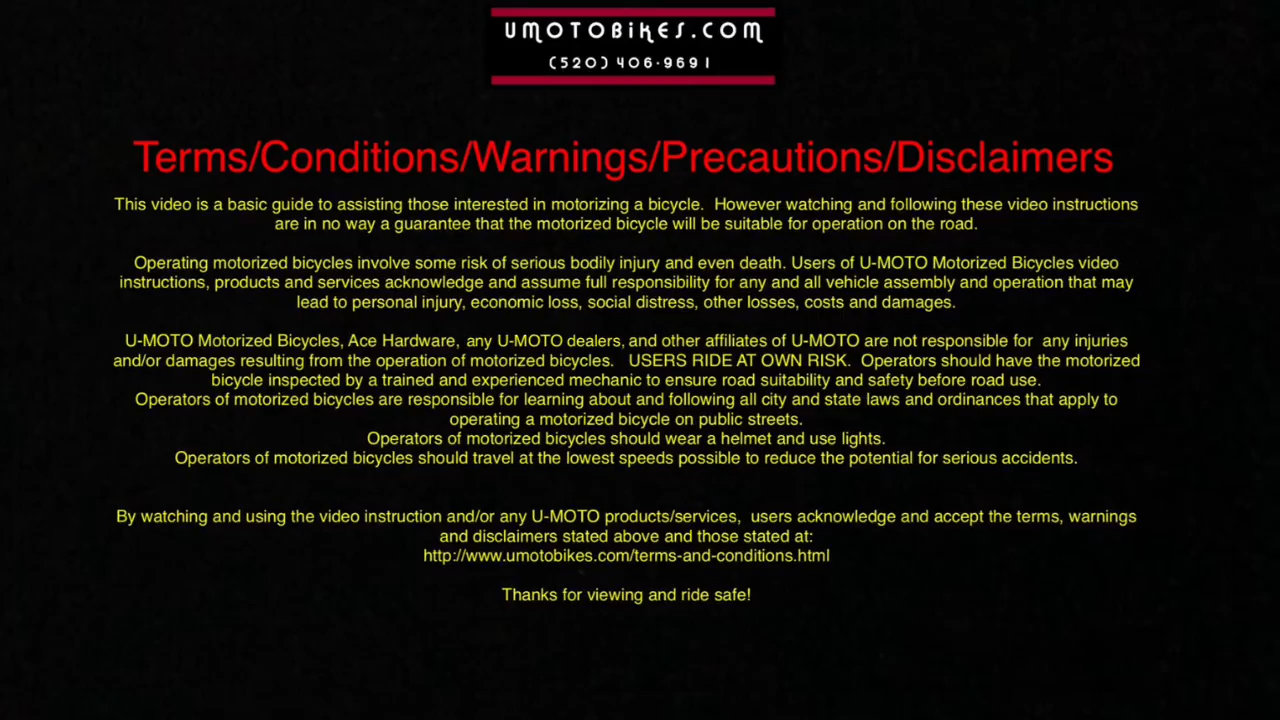 UMOTOBIKES.COM
(520) 406-9691
Terms/Conditions/Warnings/Precautions/Disclaimers
This video is a basic guide to assisting those interested in motorizing a bicycle.  However watching and following these video instructions
are in no way a guarantee that the motorized bicycle will be suitable for operation on the road.
Operating motorized bicycles involve some risk of serious bodily injury and even death. Users of U-MOTO Motorized Bicycles video
instructions, products and services acknowledge and assume full responsibility for any and all vehicle assembly and operation that may
lead to personal injury, economic loss, social distress, other losses, costs and damages.
U-MOTO Motorized Bicycles, Ace Hardware, any U-MOTO dealers, and other affiliates of U-MOTO are not responsible for  any injuries
and/or damages resulting from the operation of motorized bicycles.   USERS RIDE AT OWN RISK.  Operators should have the motorized
bicycle inspected by a trained and experienced mechanic to ensure road suitability and safety before road use.
Operators of motorized bicycles are responsible for learning about and following all city and state laws and ordinances that apply to
operating a motorized bicycle on public streets.
Operators of motorized bicycles should wear a helmet and use lights.
Operators of motorized bicycles should travel at the lowest speeds possible to reduce the potential for serious accidents.
By watching and using the video instruction and/or any U-MOTO products/services,  users acknowledge and accept the terms, warnings
and disclaimers stated above and those stated at:
http://www.umotobikes.com/terms-and-conditions.html
Thanks for viewing and ride safe!